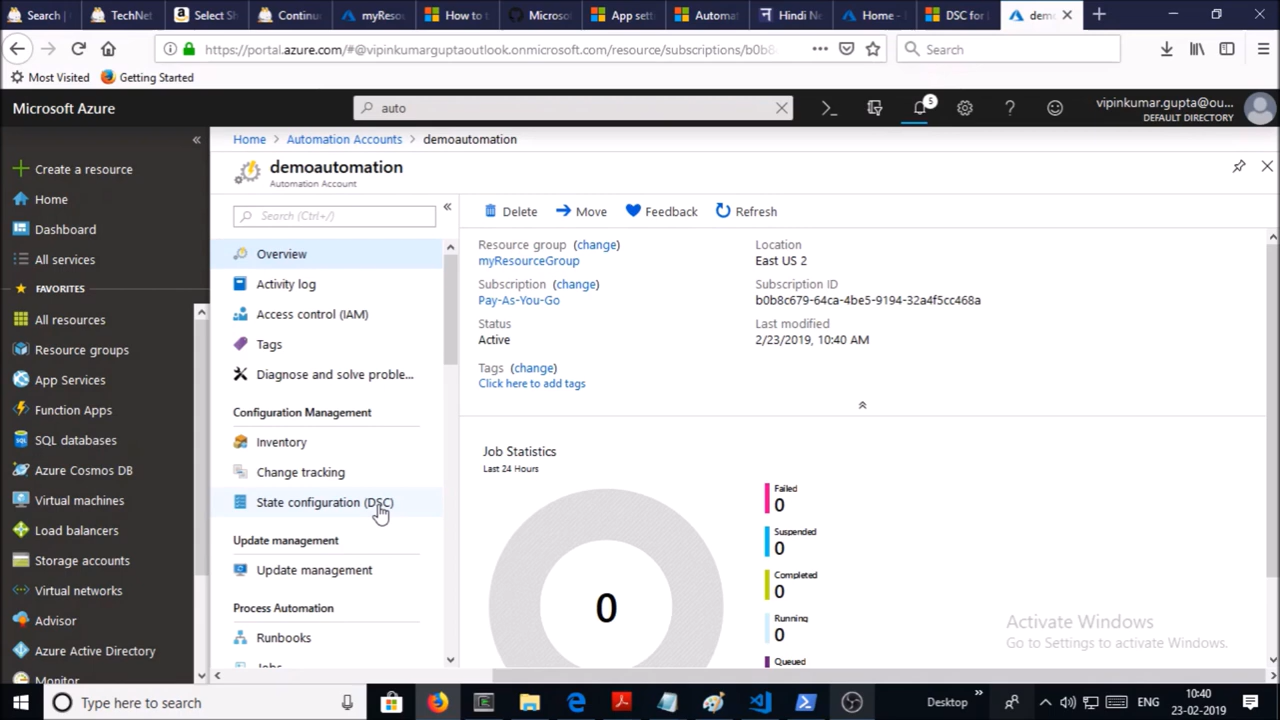 Search |
TechNet
Select S
Continu
myReso
How to
Microso
App sett
Automat
Hindi Ne
Home -
DSC for
demo
https://portal.azure.com/#@vipinkumarguptaoutlook.onmicrosoft.com/resource/subscriptions/b0b8c
Search
Most Visited
Getting Started
Microsoft Azure
auto
5
vipinkumar.gupta@ou...
DEFAULT DIRECTORY
Home > Automation Accounts > demoautomation
demoautomation
Automation Account
Create a resource
Home
Dashboard
All services
FAVORITES
All resources
Resource groups
App Services
Function Apps
SQL databases
Azure Cosmos DB
Virtual machines
Load balancers
Storage accounts
Virtual networks
Advisor
Azure Active Directory
Monitor
Search (Ctrl+/)
Overview
Activity log
Access control (IAM)
Tags
Diagnose and solve proble...
Configuration Management
Inventory
Change tracking
State configuration (DSC)
Update management
Update management
Process Automation
Runbooks
Jobs
Delete
Move
Feedback
Refresh
Resource group (change)
myResourceGroup
Subscription (change)
Pay-As-You-Go
Status
Active
Tags (change)
Click here to add tags
Location
East US 2
Subscription ID
b0b8c679-64ca-4be5-9194-32a4f5cc468a
Last modified
2/23/2019, 10:40 AM
Job Statistics
Last 24 Hours
0
Failed
0
Suspended
0
Completed
0
Running
0
Queued
Activate Windows
Go to Settings to activate Windows.
Type here to search
Desktop
ENG
10:40
23-02-2019